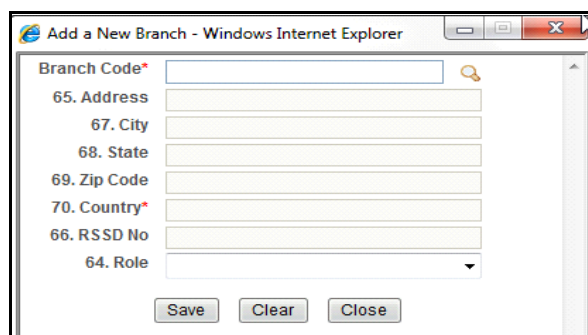 Add a New Branch - Windows Internet Explorer
Branch Code*
65. Address
67. City
68. State
69. Zip Code
70. Country*
66. RSSD No
64. Role
Save Clear Close